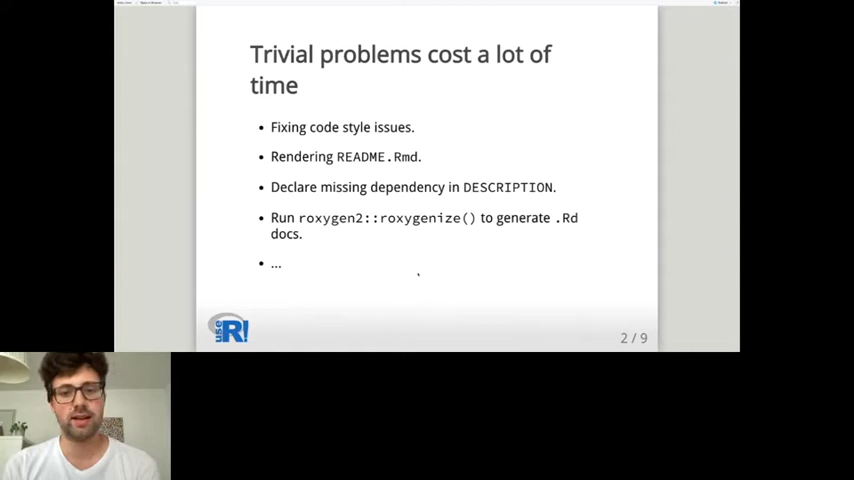 Trivial problems cost a lot of
time
• Fixing code style issues.
• Rendering README.Rmd.
• Declare missing dependency in DESCRIPTION.
• Run roxygen2::roxygenize() to generate .Rd
docs.
• ...
use R!
2 / 9